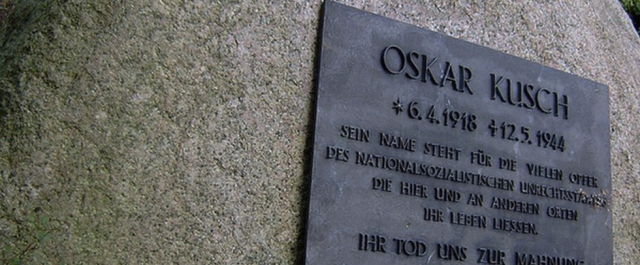 OSKAR KUSCH
* 6.4.1918 + 12.5.1944
SEIN NAME STEHT FÜR DIE VIELEN OPFER
DES NATIONALSOZIALISTISCHEN UNRECHTSSTAATES
DIE HIER UND AN ANDEREN ORTEN
IHR LEBEN LIESSEN.
IHR TOD UNS ZUR MAHNUNG